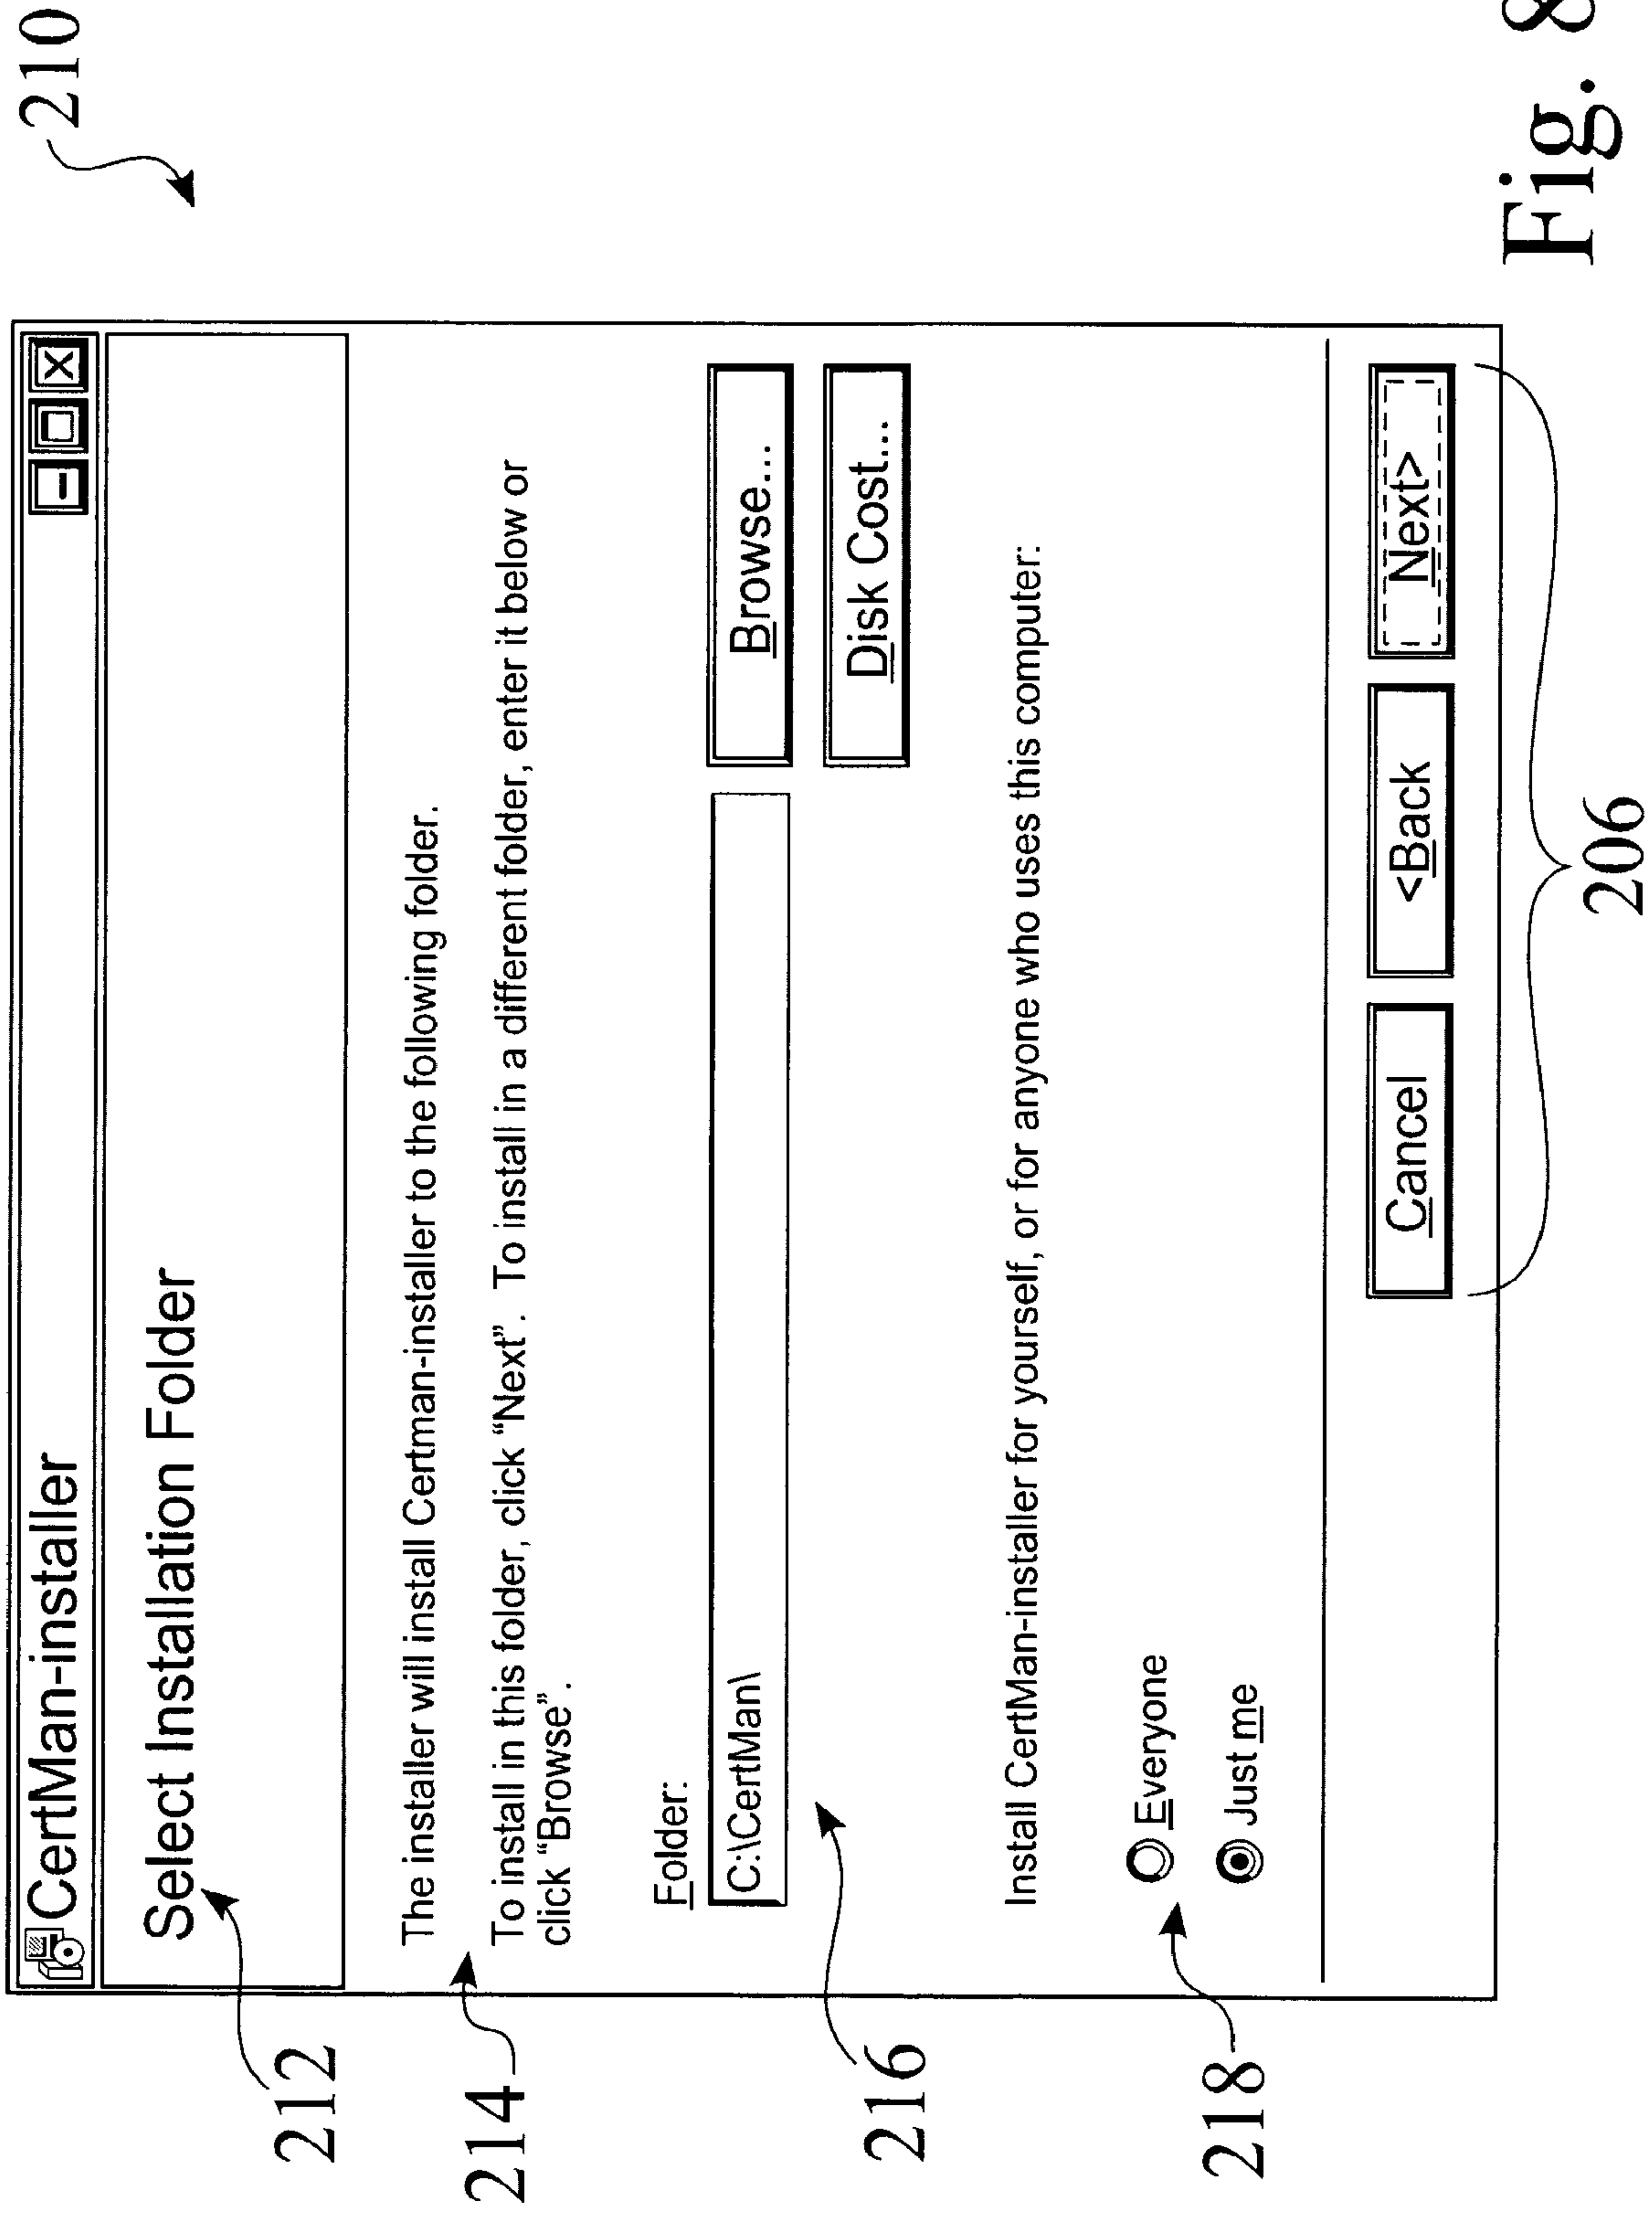 210
CertMan-installer
Select Installation Folder
212
The installer will install Certman-installer to the following folder.
214
To install in this folder, click “Next”. To install in a different folder, enter it below or
click “Browse”.
Folder:
C:\CertMan\
Browse...
216
Disk Cost...
Install CertMan-installer for yourself, or for anyone who uses this computer:
Everyone
218
Just me
Cancel
<Back
Next>
206
Fig. 8